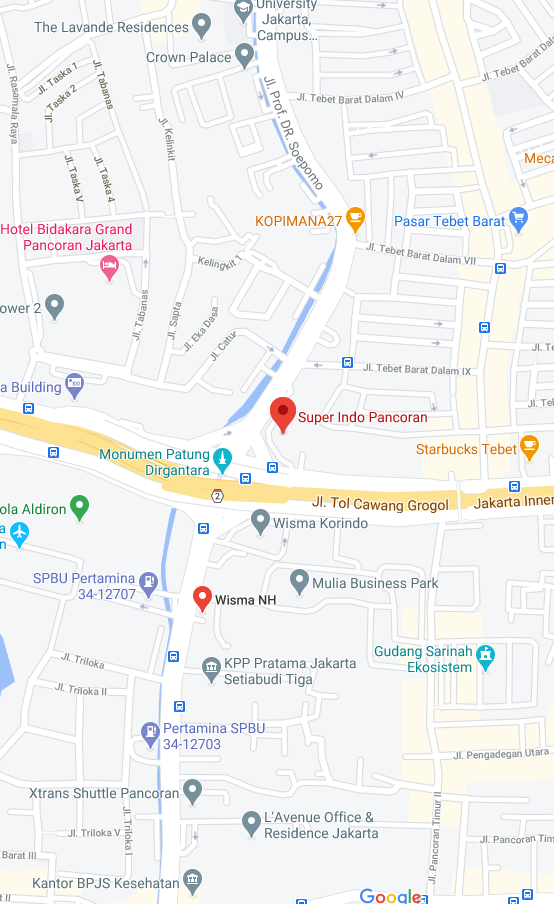 University
Jakarta,
Campus...
The Lavande Residences
Crown Palace
Jl. Taska 1
Jl. Taska 2
Jl. Tabanas
Jl. Rasamala Raya
Jl. Kelinkit
Jl. Prof. DR. Soepomo
Jl. Tebet Barat Dalam IV
Jl. Tebet Barat
Meca
Jl. Taska V
Jl. Taska 4
KOPIMANA27
Pasar Tebet Barat
Hotel Bidakara Grand
Pancoran Jakarta
Kelingkit 1
Jl. Tebet Barat Dalam VII
ower 2
Jl. Tabanas
Jl. Sapta
Jl. Eka Dasa
Jl. Catur
Jl. Te
Jl. Tebet Barat Dalam IX
a Building
Super Indo Pancoran
Monumen Patung
Dirgantara
Starbucks Tebet
2
Jl. Tol Cawang Grogol
Jakarta Inner
ola Aldiron
Wisma Korindo
a
n
SPBU Pertamina
34-12707
Mulia Business Park
Wisma NH
Jl. Triloka
KPP Pratama Jakarta
Setiabudi Tiga
Gudang Sarinah
Ekosistem
Jl. Triloka II
Pertamina SPBU
34-12703
Jl. Pengadegan Utara
Xtrans Shuttle Pancoran
L'Avenue Office &
Residence Jakarta
Jl. Triloka V
Jl. Triloka I
Jl. Pancoran Timur II
Jl. Pancoran Tim
Barat III
Kantor BPJS Kesehatan
Google